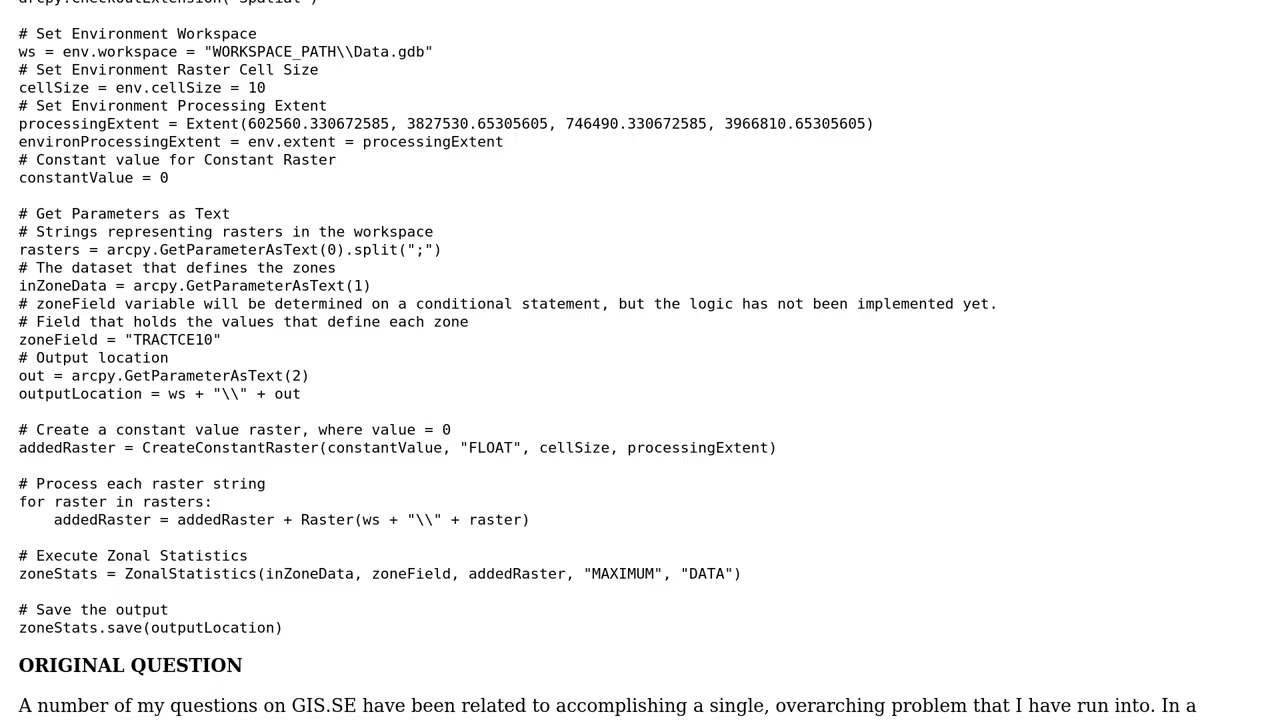 arcpy.checkoutExtension("Spatial")
# Set Environment Workspace
ws = env.workspace = "WORKSPACE_PATH\\Data.gdb"
# Set Environment Raster Cell Size
cellSize = env.cellSize = 10
# Set Environment Processing Extent
processingExtent = Extent(602560.330672585, 3827530.65305605, 746490.330672585, 3966810.65305605)
environProcessingExtent = env.extent = processingExtent
# Constant value for Constant Raster
constantValue = 0
# Get Parameters as Text
# Strings representing rasters in the workspace
rasters = arcpy.GetParameterAsText(0).split(";")
# The dataset that defines the zones
inZoneData = arcpy.GetParameterAsText(1)
# zoneField variable will be determined on a conditional statement, but the logic has not been implemented yet.
# Field that holds the values that define each zone
zoneField = "TRACTCE10"
# Output location
out = arcpy.GetParameterAsText(2)
outputLocation = ws + "\\" + out
# Create a constant value raster, where value = 0
addedRaster = CreateConstantRaster(constantValue, "FLOAT", cellSize, processingExtent)
# Process each raster string
for raster in rasters:
    addedRaster = addedRaster + Raster(ws + "\\" + raster)
# Execute Zonal Statistics
zoneStats = ZonalStatistics(inZoneData, zoneField, addedRaster, "MAXIMUM", "DATA")
# Save the output
zoneStats.save(outputLocation)
ORIGINAL QUESTION
A number of my questions on GIS.SE have been related to accomplishing a single, overarching problem that I have run into. In a